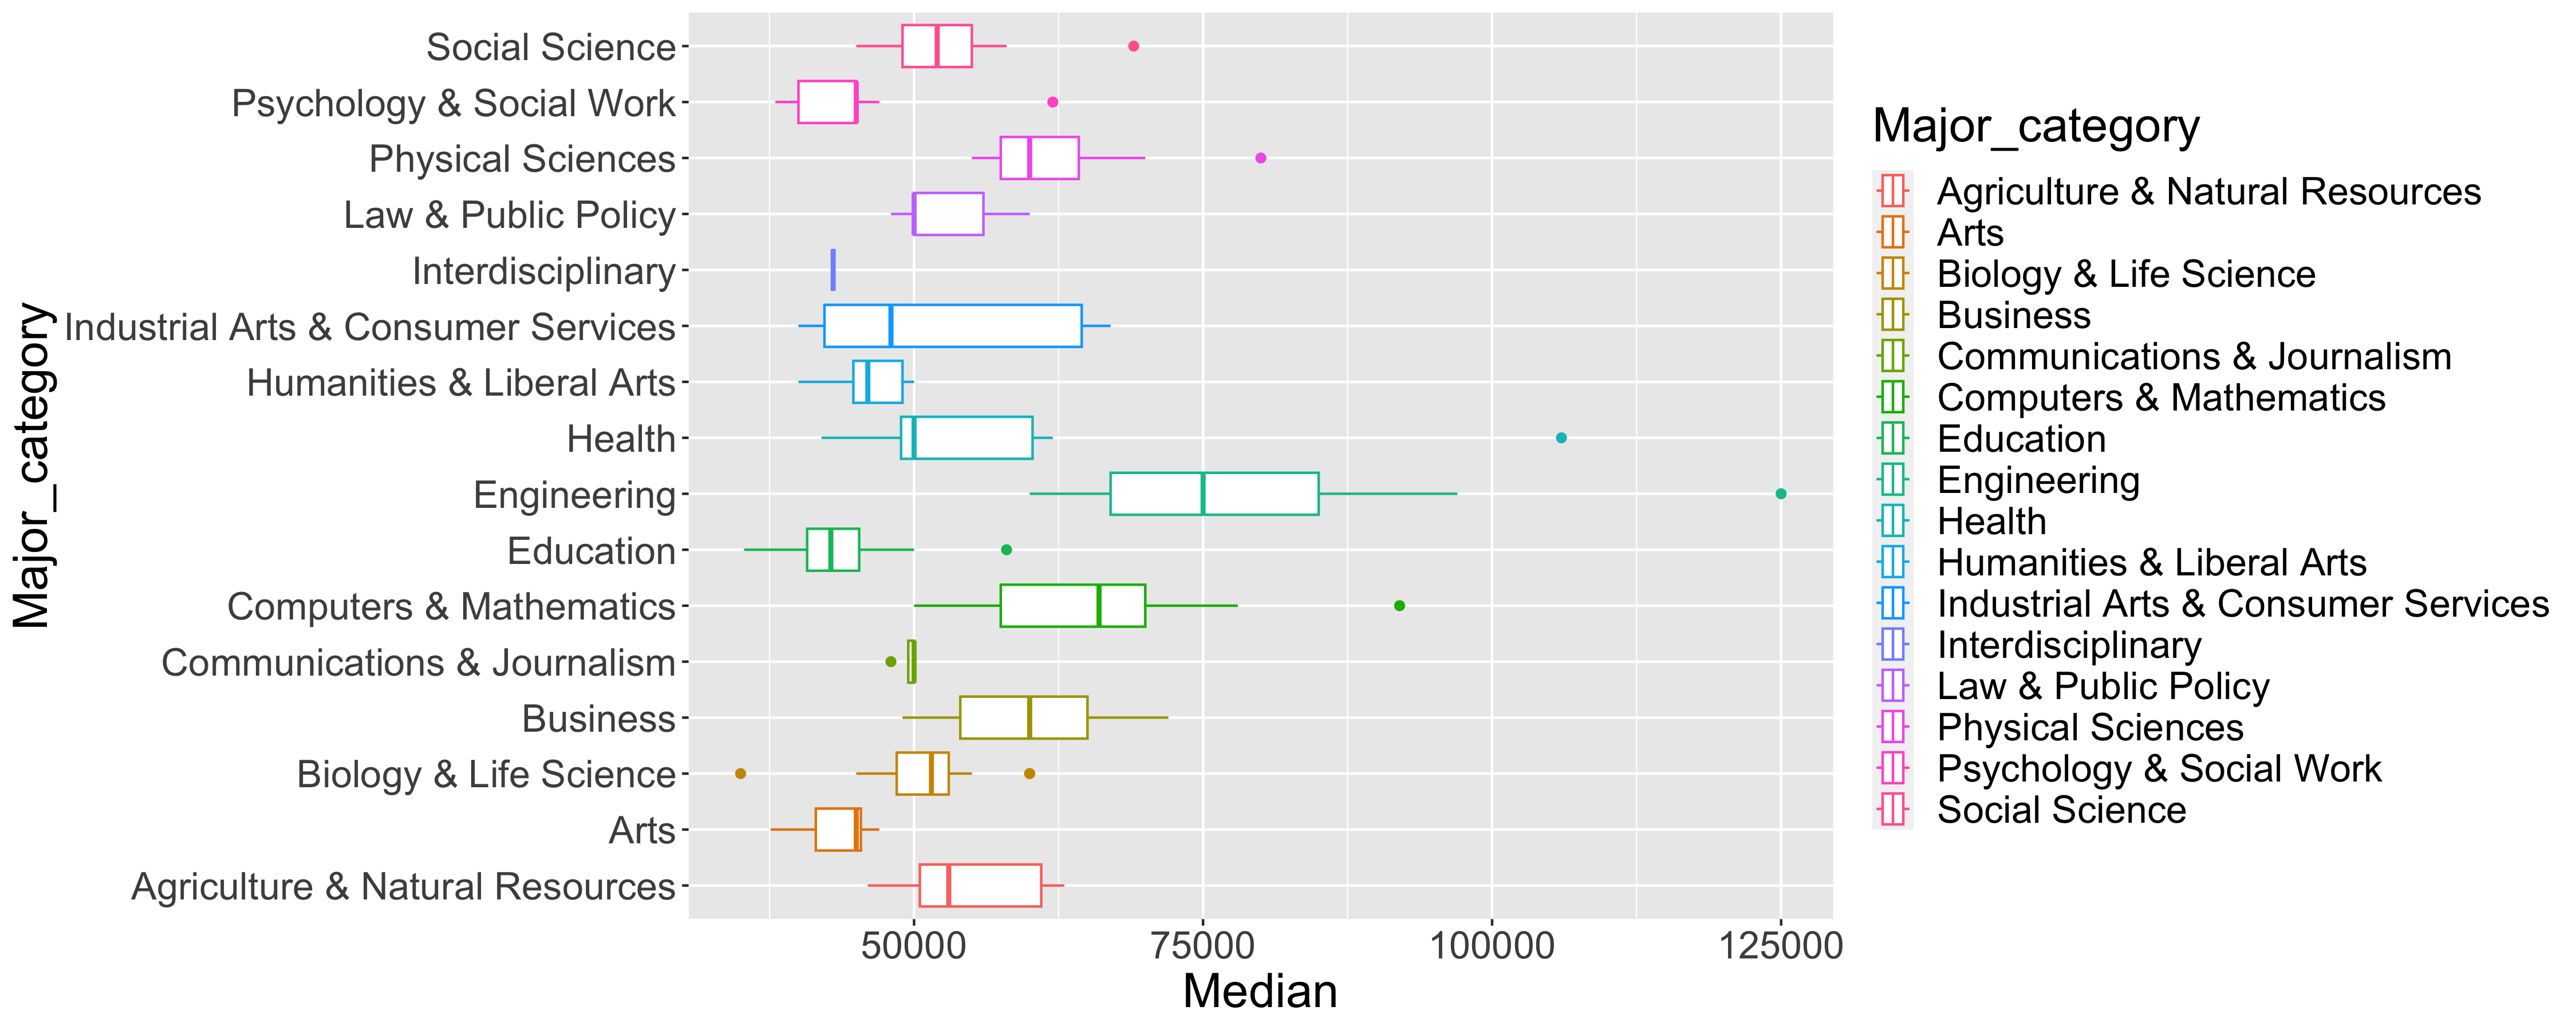 Major_category
Social Science
Psychology & Social Work
Physical Sciences
Law & Public Policy
Interdisciplinary
Industrial Arts & Consumer Services
Humanities & Liberal Arts
Health
Engineering
Education
Computers & Mathematics
Communications & Journalism
Business
Biology & Life Science
Arts
Agriculture & Natural Resources
50000 75000 100000 125000
Median
Major_category
Agriculture & Natural Resources
Arts
Biology & Life Science
Business
Communications & Journalism
Computers & Mathematics
Education
Engineering
Health
Humanities & Liberal Arts
Industrial Arts & Consumer Services
Interdisciplinary
Law & Public Policy
Physical Sciences
Psychology & Social Work
Social Science